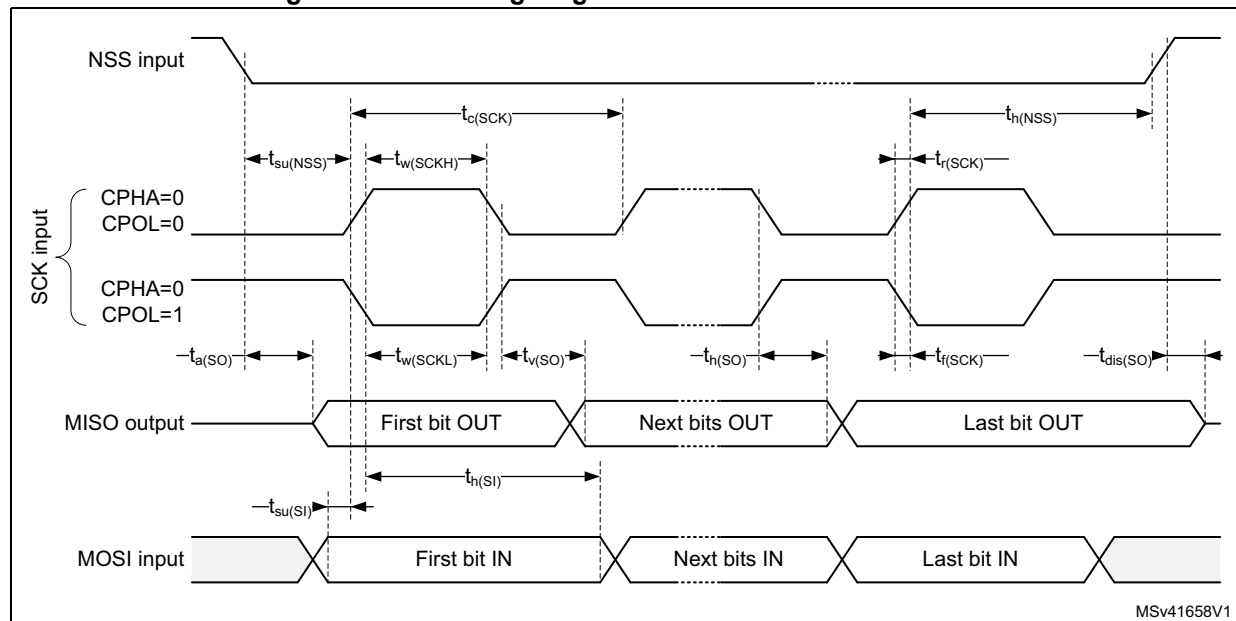 NSS input
tc(SCK)
th(NSS)
tsu(NSS)
tw(SCKH)
tr(SCK)
SCK input
CPHA=0
CPOL=0
CPHA=0
CPOL=1
ta(SO)
tw(SCKL)
tv(SO)
th(SO)
tf(SCK)
tdis(SO)
MISO output
First bit OUT
Next bits OUT
Last bit OUT
th(SI)
tsu(SI)
MOSI input
First bit IN
Next bits IN
Last bit IN
MSv41658V1